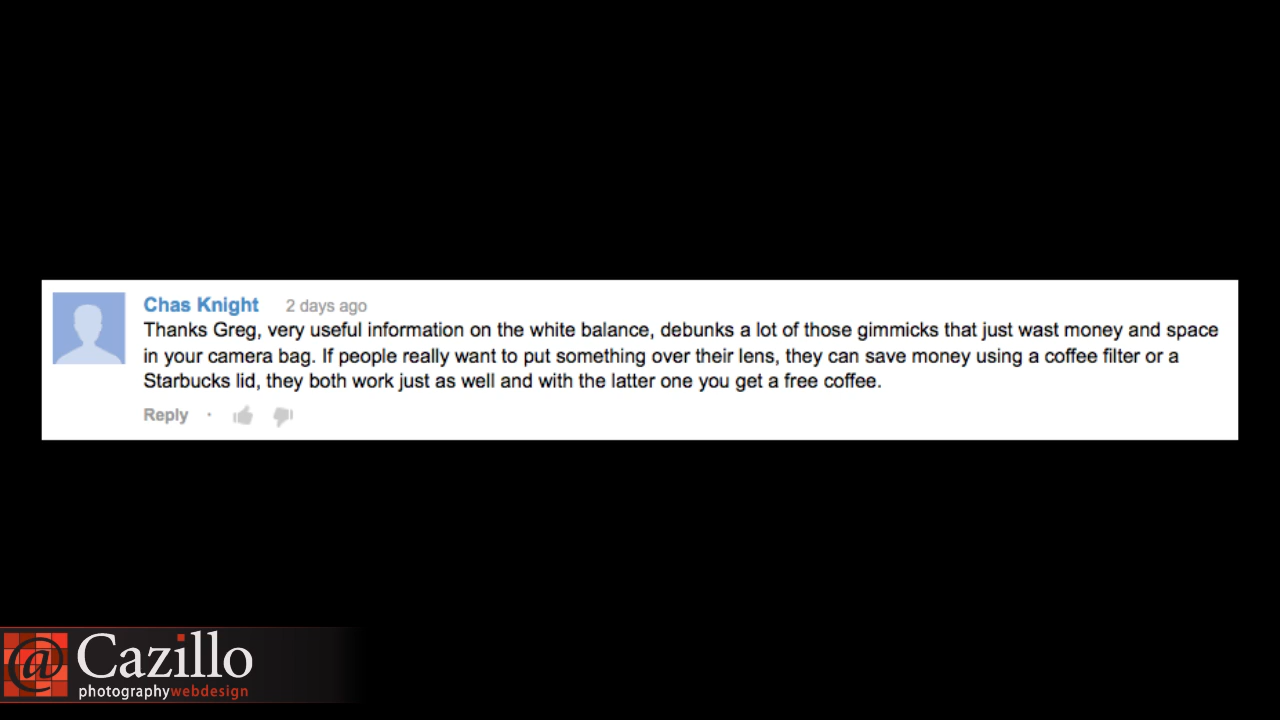 Chas Knight 2 days ago
Thanks Greg, very useful information on the white balance, debunks a lot of those gimmicks that just wast money and space
in your camera bag. If people really want to put something over their lens, they can save money using a coffee filter or a
Starbucks lid, they both work just as well and with the latter one you get a free coffee.
Reply ·
@ Cazillo
photographywebdesign